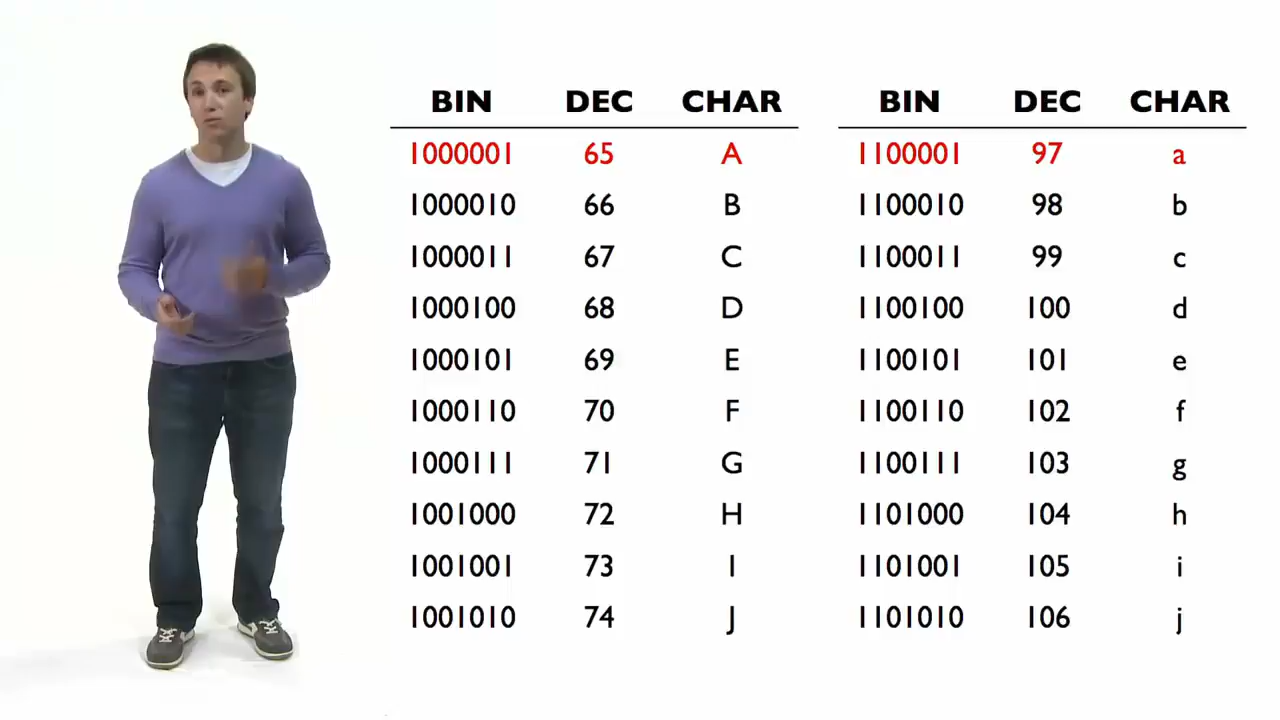 BIN DEC CHAR BIN DEC CHAR
1000001 65 A 1100001 97 a
1000010 66 B 1100010 98 b
1000011 67 C 1100011 99 c
1000100 68 D 1100100 100 d
1000101 69 E 1100101 101 e
1000110 70 F 1100110 102 f
1000111 71 G 1100111 103 g
1001000 72 H 1101000 104 h
1001001 73 I 1101001 105 i
1001010 74 J 1101010 106 j